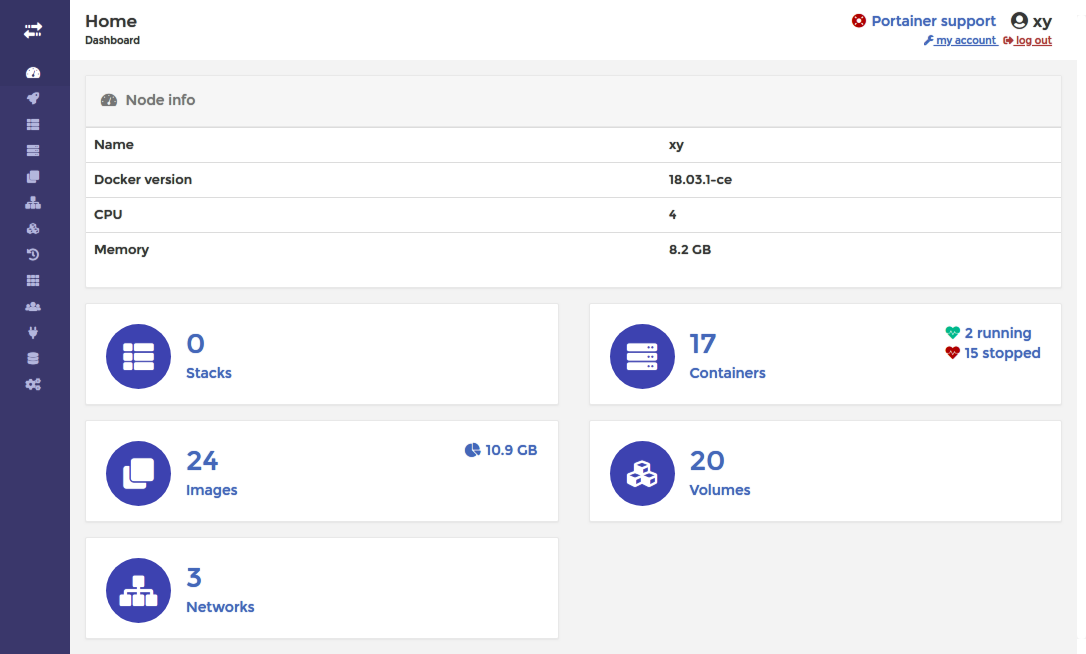 Home
Dashboard
Portainer support
xy
my account
log out
Node info
Name xy
Docker version 18.03.1-ce
CPU 4
Memory 8.2 GB
0
Stacks
17
Containers
2 running
15 stopped
24
Images
10.9 GB
20
Volumes
3
Networks